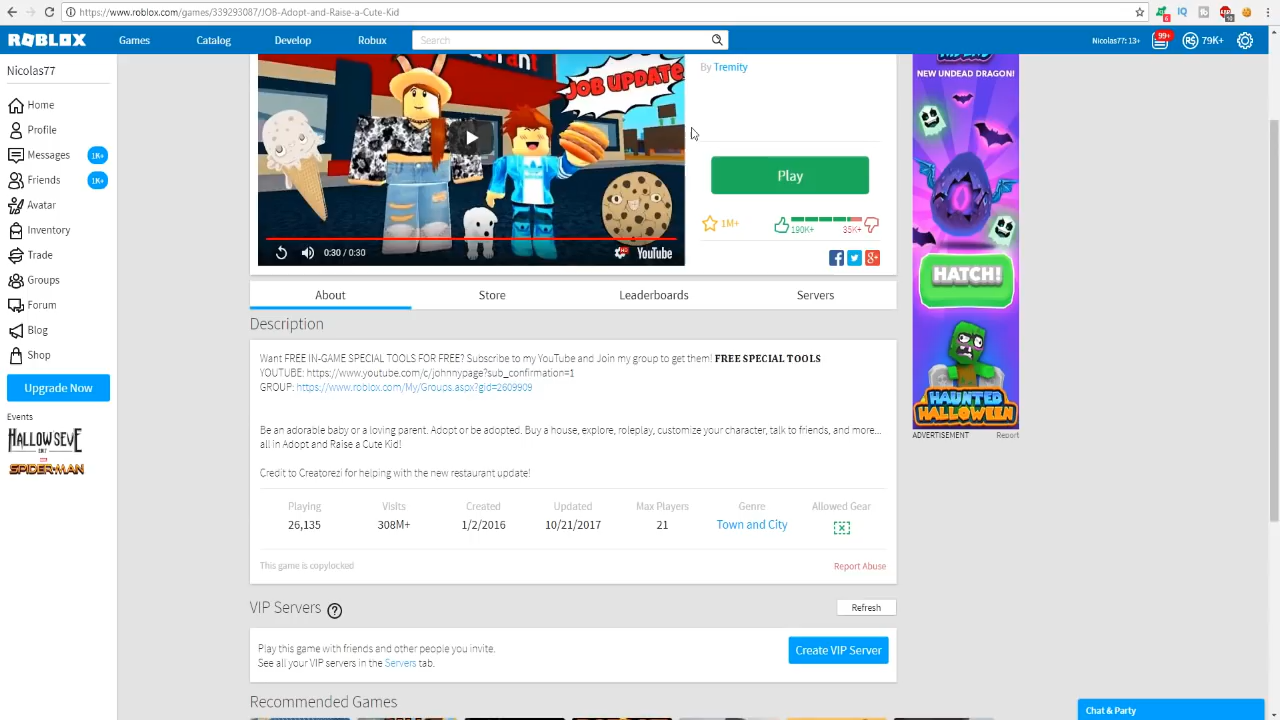 https://www.roblox.com/games/339293087/JOB-Adopt-and-Raise-a-Cute-Kid
ROBLOX
Games
Catalog
Develop
Robux
Search
Nicolas77: 13+
99+
79K+
Nicolas77
Home
Profile
Messages 1K+
Friends 1K+
Avatar
Inventory
Trade
Groups
Forum
Blog
Shop
Upgrade Now
Events
HALLOW'S EVE
SPIDER-MAN
JOB UPDATE
0:30 / 0:30
HD
YouTube
By Tremity
Play
1M+
190K+
35K+
About
Store
Leaderboards
Servers
Description
Want FREE IN-GAME SPECIAL TOOLS FOR FREE? Subscribe to my YouTube and Join my group to get them! FREE SPECIAL TOOLS
YOUTUBE: https://www.youtube.com/c/johnnypage?sub_confirmation=1
GROUP: https://www.roblox.com/My/Groups.aspx?gid=2609909
Be a cute baby or a loving parent. Adopt or be adopted. Buy a house, explore, roleplay, customize your character, talk to friends, and more...
all in Adopt and Raise a Cute Kid!
Credit to Creatorezi for helping with the new restaurant update!
Playing
Visits
Created
Updated
Max Players
Genre
Allowed Gear
26,135
308M+
1/2/2016
10/21/2017
21
Town and City
This game is copylocked
Report Abuse
VIP Servers
Refresh
Play this game with friends and other people you invite.
See all your VIP servers in the Servers tab.
Create VIP Server
Recommended Games
NEW UNDEAD DRAGON!
HATCH!
HAUNTED
HALLOWEEN
ADVERTISEMENT
Report
Chat & Party